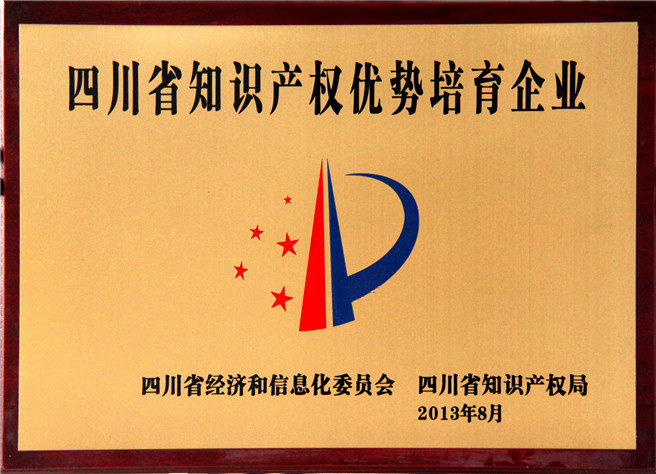 四川省知识产权优势培育企业
四川省经济和信息化委员会 四川省知识产权局
2013年8月